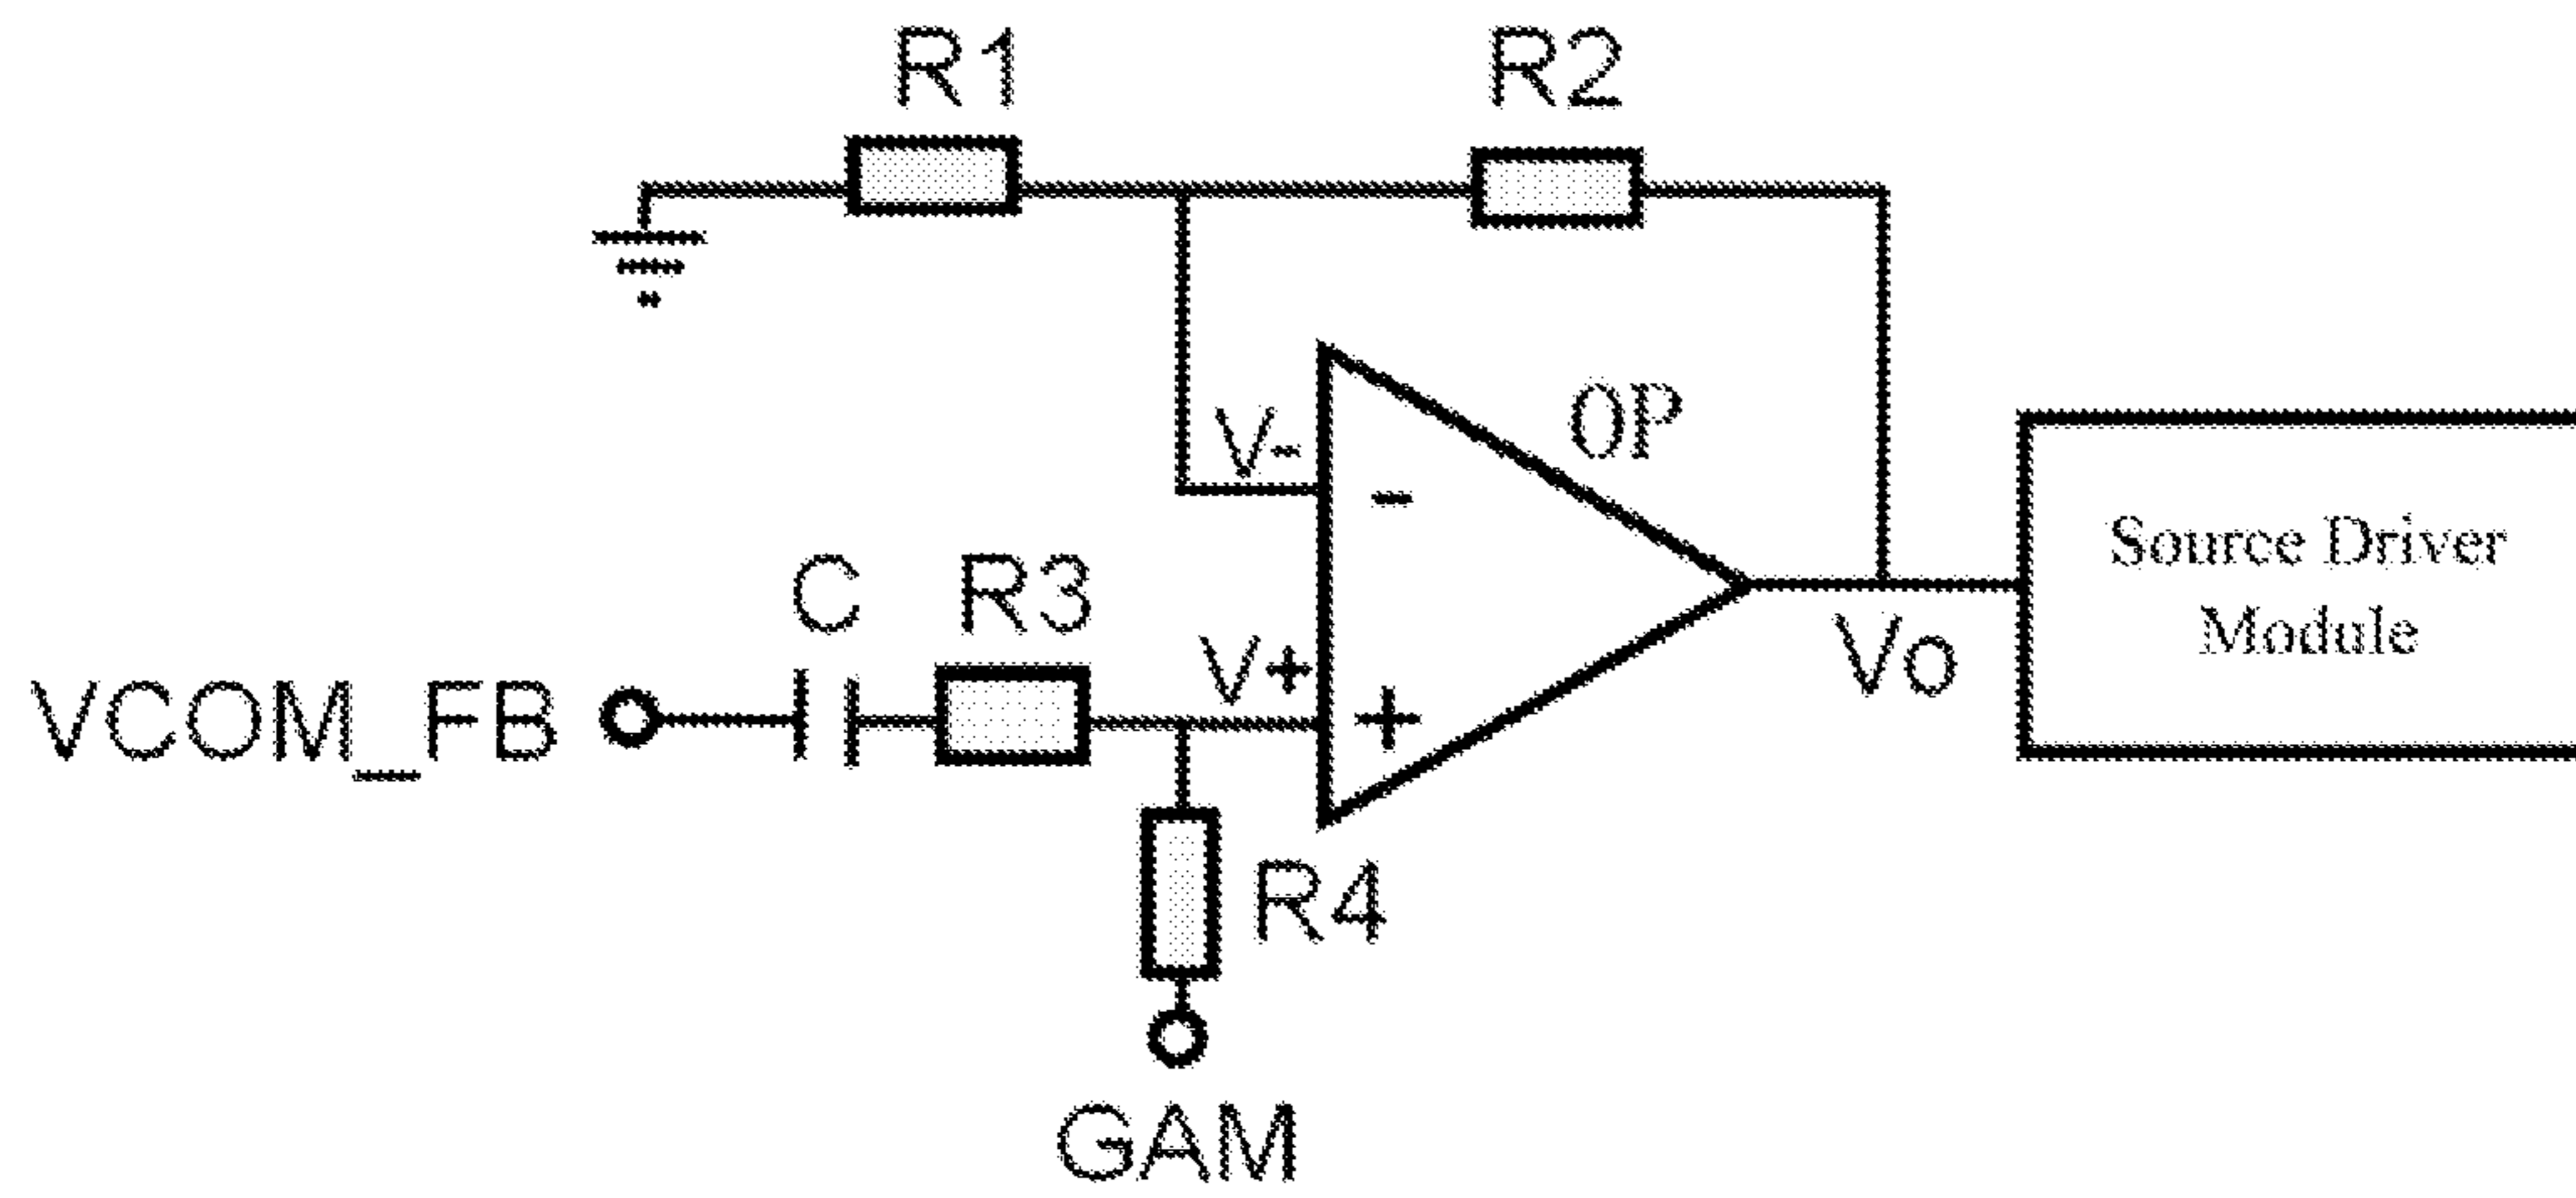 R1
R2
OP
V-
-
Source Driver
Module
C
R3
V+
+
Vo
VCOM_FB
R4
GAM